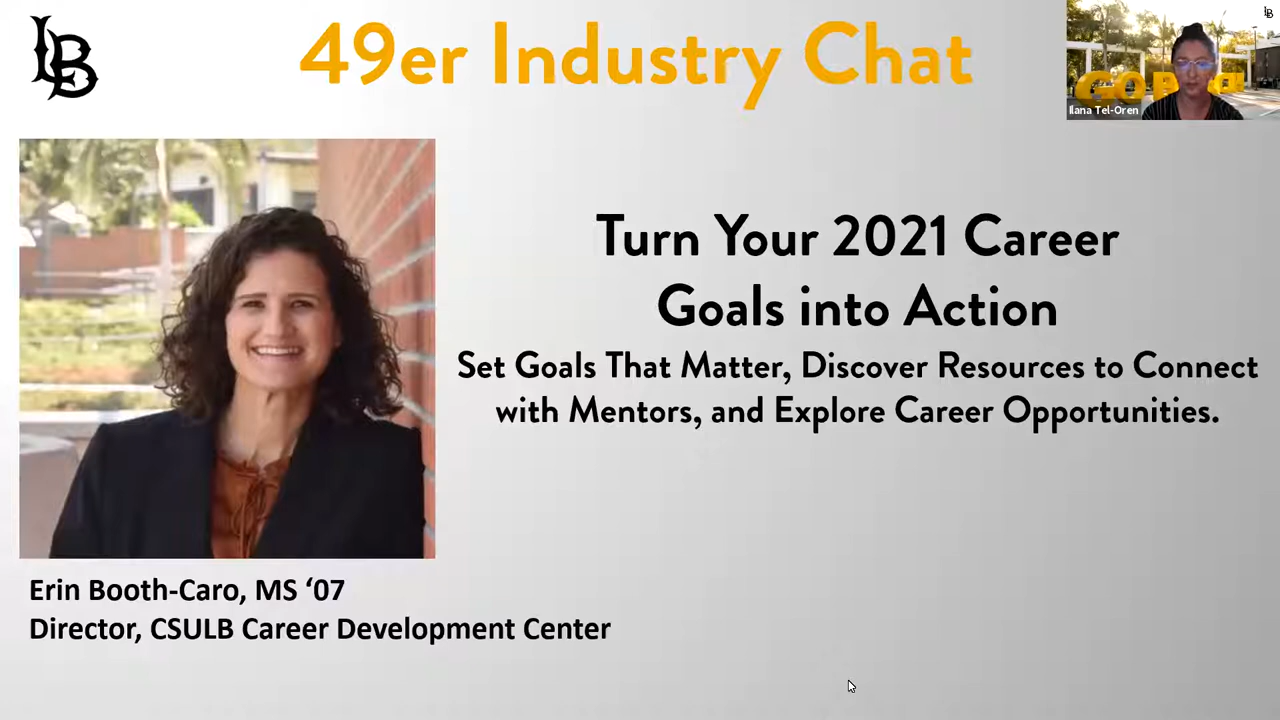 LB
49er Industry Chat
LB
Ilana Tel-Oren
Turn Your 2021 Career
Goals into Action
Set Goals That Matter, Discover Resources to Connect
with Mentors, and Explore Career Opportunities.
Erin Booth-Caro, MS ‘07
Director, CSULB Career Development Center